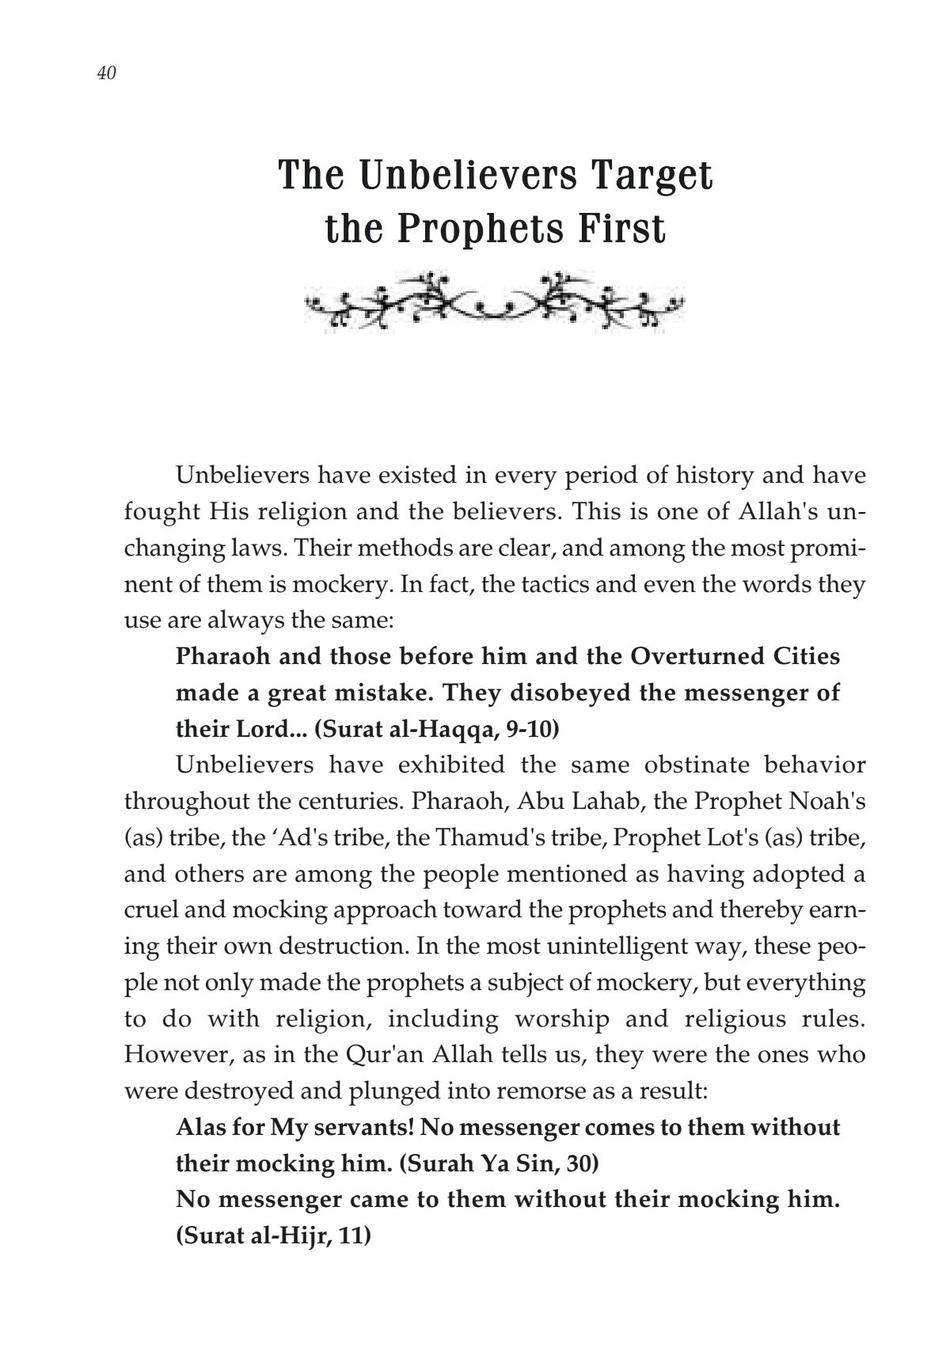 40
The Unbelievers Target
the Prophets First
Unbelievers have existed in every period of history and have
fought His religion and the believers. This is one of Allah's un-
changing laws. Their methods are clear, and among the most promi-
nent of them is mockery. In fact, the tactics and even the words they
use are always the same:
Pharaoh and those before him and the Overturned Cities
made a great mistake. They disobeyed the messenger of
their Lord... (Surat al-Haqqa, 9-10)
Unbelievers have exhibited the same obstinate behavior
throughout the centuries. Pharaoh, Abu Lahab, the Prophet Noah's
(as) tribe, the ‘Ad's tribe, the Thamud's tribe, Prophet Lot's (as) tribe,
and others are among the people mentioned as having adopted a
cruel and mocking approach toward the prophets and thereby earn-
ing their own destruction. In the most unintelligent way, these peo-
ple not only made the prophets a subject of mockery, but everything
to do with religion, including worship and religious rules.
However, as in the Qur'an Allah tells us, they were the ones who
were destroyed and plunged into remorse as a result:
Alas for My servants! No messenger comes to them without
their mocking him. (Surah Ya Sin, 30)
No messenger came to them without their mocking him.
(Surat al-Hijr, 11)